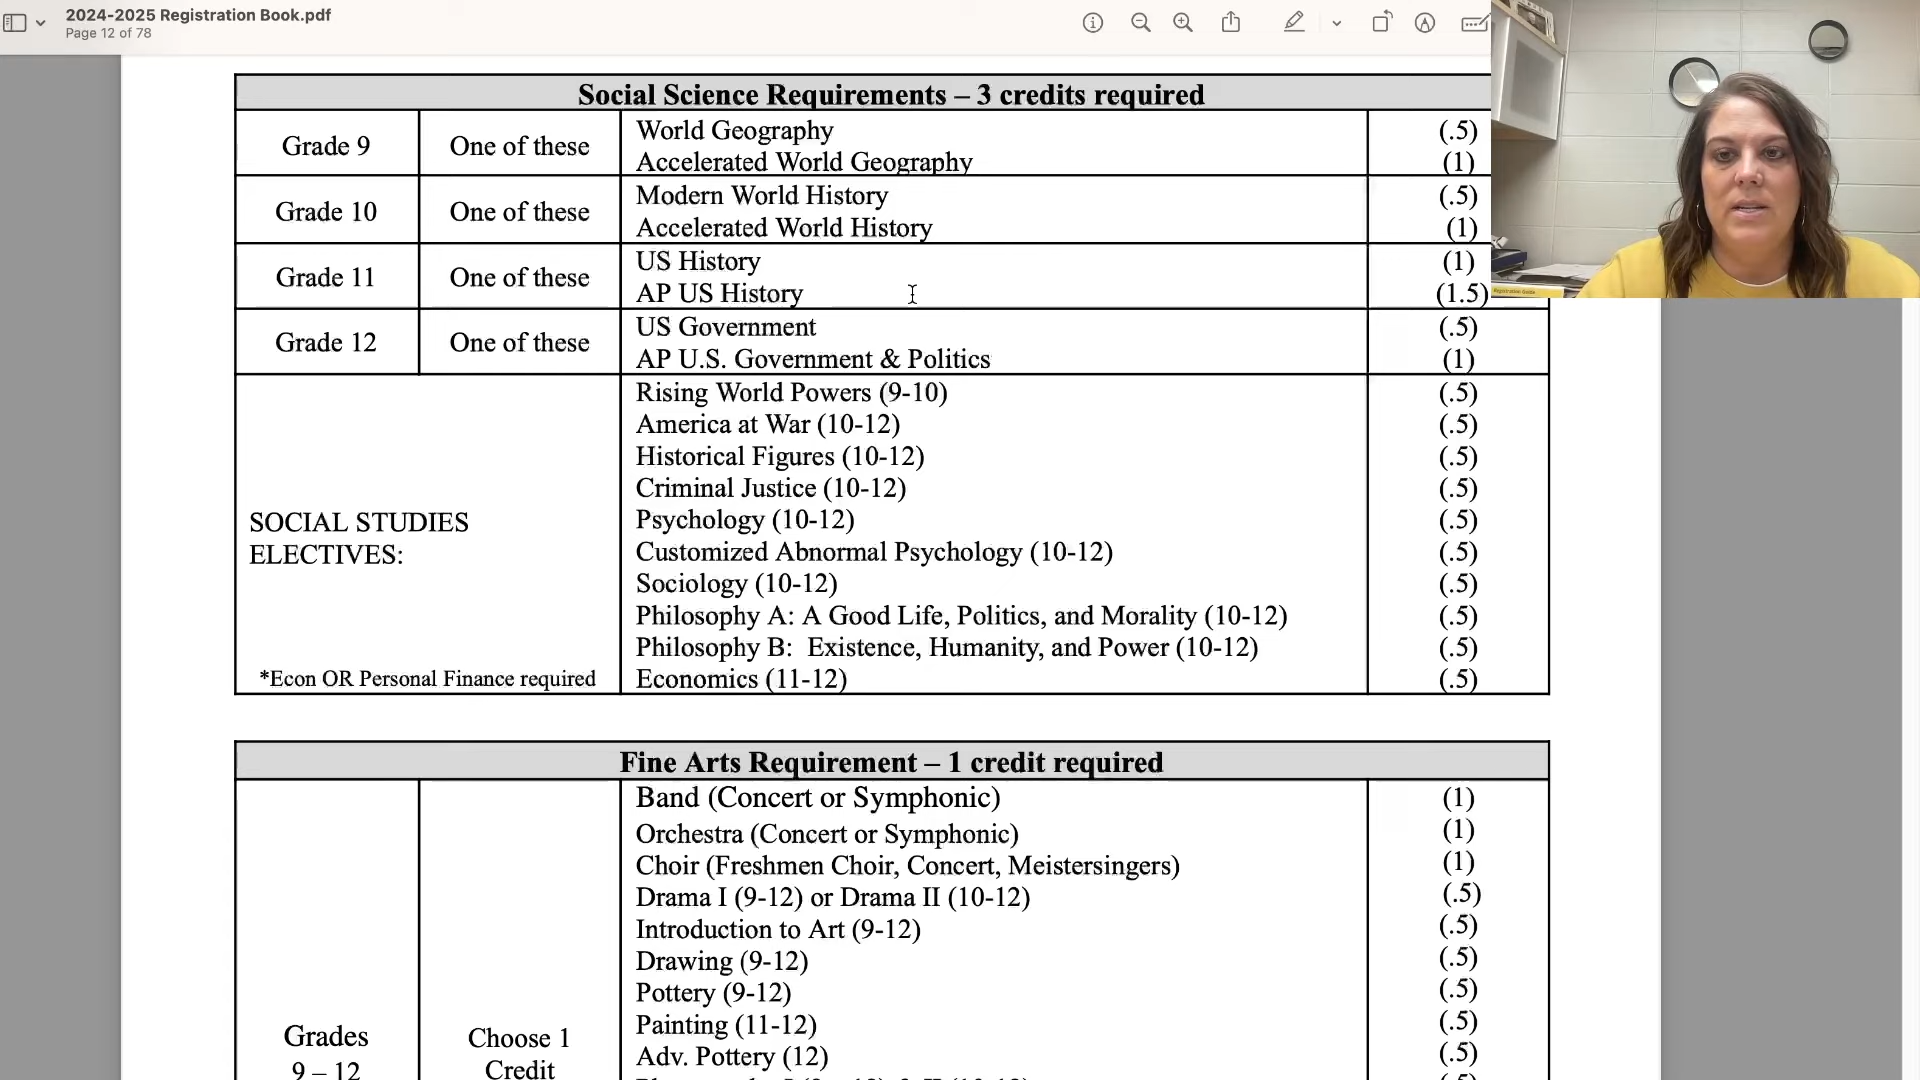 2024-2025 Registration Book.pdf
Page 12 of 78
Social Science Requirements – 3 credits required
Grade 9 One of these World Geography (.5)
Accelerated World Geography (1)
Grade 10 One of these Modern World History (.5)
Accelerated World History (1)
Grade 11 One of these US History (1)
AP US History (1.5)
Grade 12 One of these US Government (.5)
AP U.S. Government & Politics (1)
SOCIAL STUDIES
ELECTIVES:
*Econ OR Personal Finance required
Rising World Powers (9-10) (.5)
America at War (10-12) (.5)
Historical Figures (10-12) (.5)
Criminal Justice (10-12) (.5)
Psychology (10-12) (.5)
Customized Abnormal Psychology (10-12) (.5)
Sociology (10-12) (.5)
Philosophy A: A Good Life, Politics, and Morality (10-12) (.5)
Philosophy B: Existence, Humanity, and Power (10-12) (.5)
Economics (11-12) (.5)
Fine Arts Requirement – 1 credit required
Grades
9 – 12
Choose 1
Credit
Band (Concert or Symphonic) (1)
Orchestra (Concert or Symphonic) (1)
Choir (Freshmen Choir, Concert, Meistersingers) (1)
Drama I (9-12) or Drama II (10-12) (.5)
Introduction to Art (9-12) (.5)
Drawing (9-12) (.5)
Pottery (9-12) (.5)
Painting (11-12) (.5)
Adv. Pottery (12) (.5)